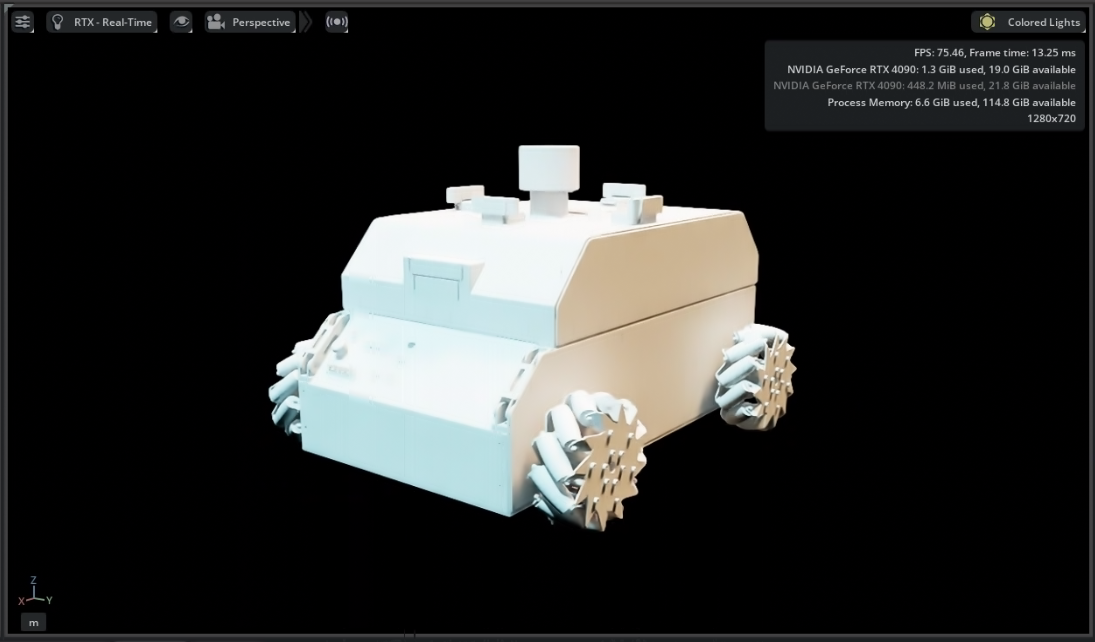 RTX - Real-Time
Perspective
Colored Lights
FPS: 75.46, Frame time: 13.25 ms
NVIDIA GeForce RTX 4090: 1.3 GiB used, 19.0 GiB available
NVIDIA GeForce RTX 4090: 448.2 MiB used, 21.8 GiB available
Process Memory: 6.6 GiB used, 114.8 GiB available
1280x720
Z
X
Y
m